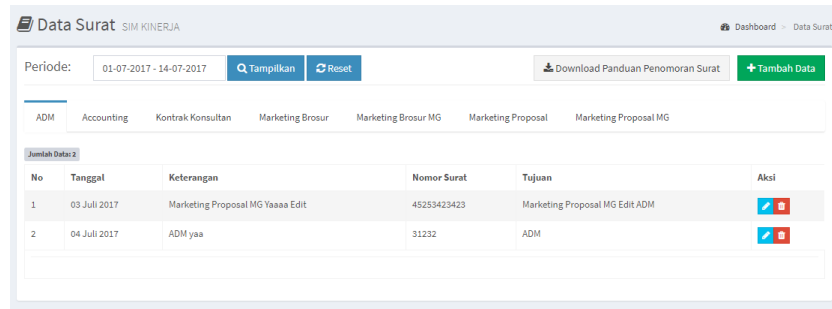 Data Surat SIM KINERJA
Dashboard > Data Surat
Periode: 01-07-2017 - 14-07-2017 Tampilkan Reset Download Panduan Penomoran Surat Tambah Data
ADM Accounting Kontrak Konsultan Marketing Brosur Marketing Brosur MG Marketing Proposal Marketing Proposal MG
Jumlah Data: 2
No Tanggal Keterangan Nomor Surat Tujuan Aksi
1 03 Juli 2017 Marketing Proposal MG Yaaaa Edit 45253423423 Marketing Proposal MG Edit ADM
2 04 Juli 2017 ADM yaa 31232 ADM